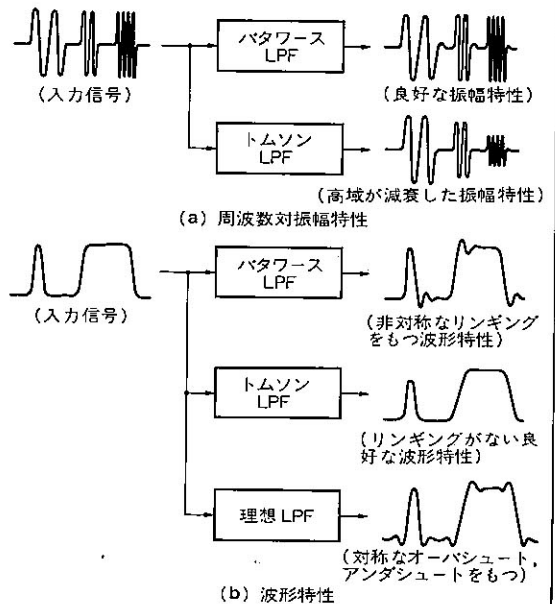 バタワース
LPF
(入力信号)
(良好な振幅特性)
トムソン
LPF
(高域が減衰した振幅特性)
(a) 周波数対振幅特性
バタワース
LPF
(入力信号)
(非対称なリンギング
をもつ波形特性)
トムソン
LPF
(リンギングがない良
好な波形特性)
理想LPF
(対称なオーバシュート,
アンダシュートをもつ)
(b) 波形特性